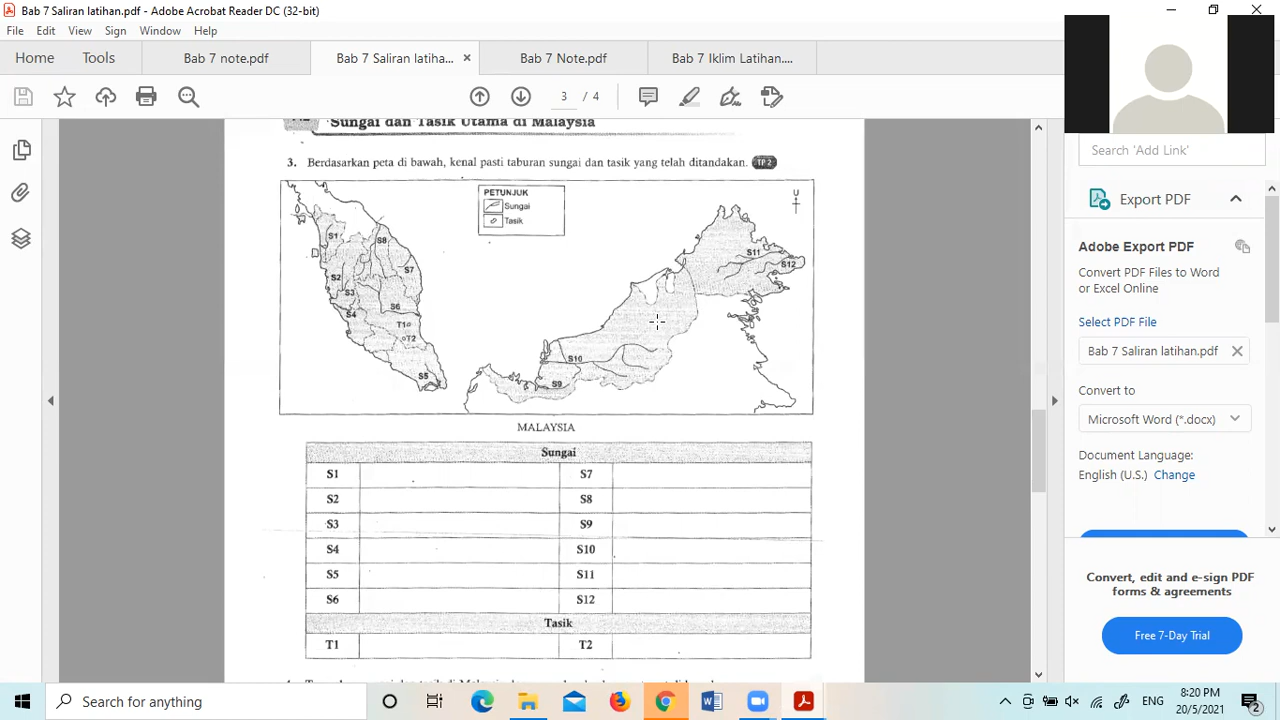 Bab 7 Saliran latihan.pdf - Adobe Acrobat Reader DC (32-bit)
File Edit View Sign Window Help
Home Tools Bab 7 note.pdf Bab 7 Saliran latiha... × Bab 7 Note.pdf Bab 7 Iklim Latihan....
3 / 4
Sungai dan Tasik Utama di Malaysia
3. Berdasarkan peta di bawah, kenal pasti taburan sungai dan tasik yang telah ditandakan. TP 2
PETUNJUK
Sungai
Tasik
U
S1
S8
S7
S2
S3
S6
S4
T1
T2
S5
S11
S12
S10
S9
MALAYSIA
Sungai
S1 S7
S2 S8
S3 S9
S4 S10
S5 S11
S6 S12
Tasik
T1 T2
Search 'Add Link'
Export PDF
Adobe Export PDF
Convert PDF Files to Word
or Excel Online
Select PDF File
Bab 7 Saliran latihan.pdf
Convert to
Microsoft Word (*.docx)
Document Language:
English (U.S.) Change
Convert, edit and e-sign PDF
forms & agreements
Free 7-Day Trial
Search for anything
ENG
8:20 PM
20/5/2021
2